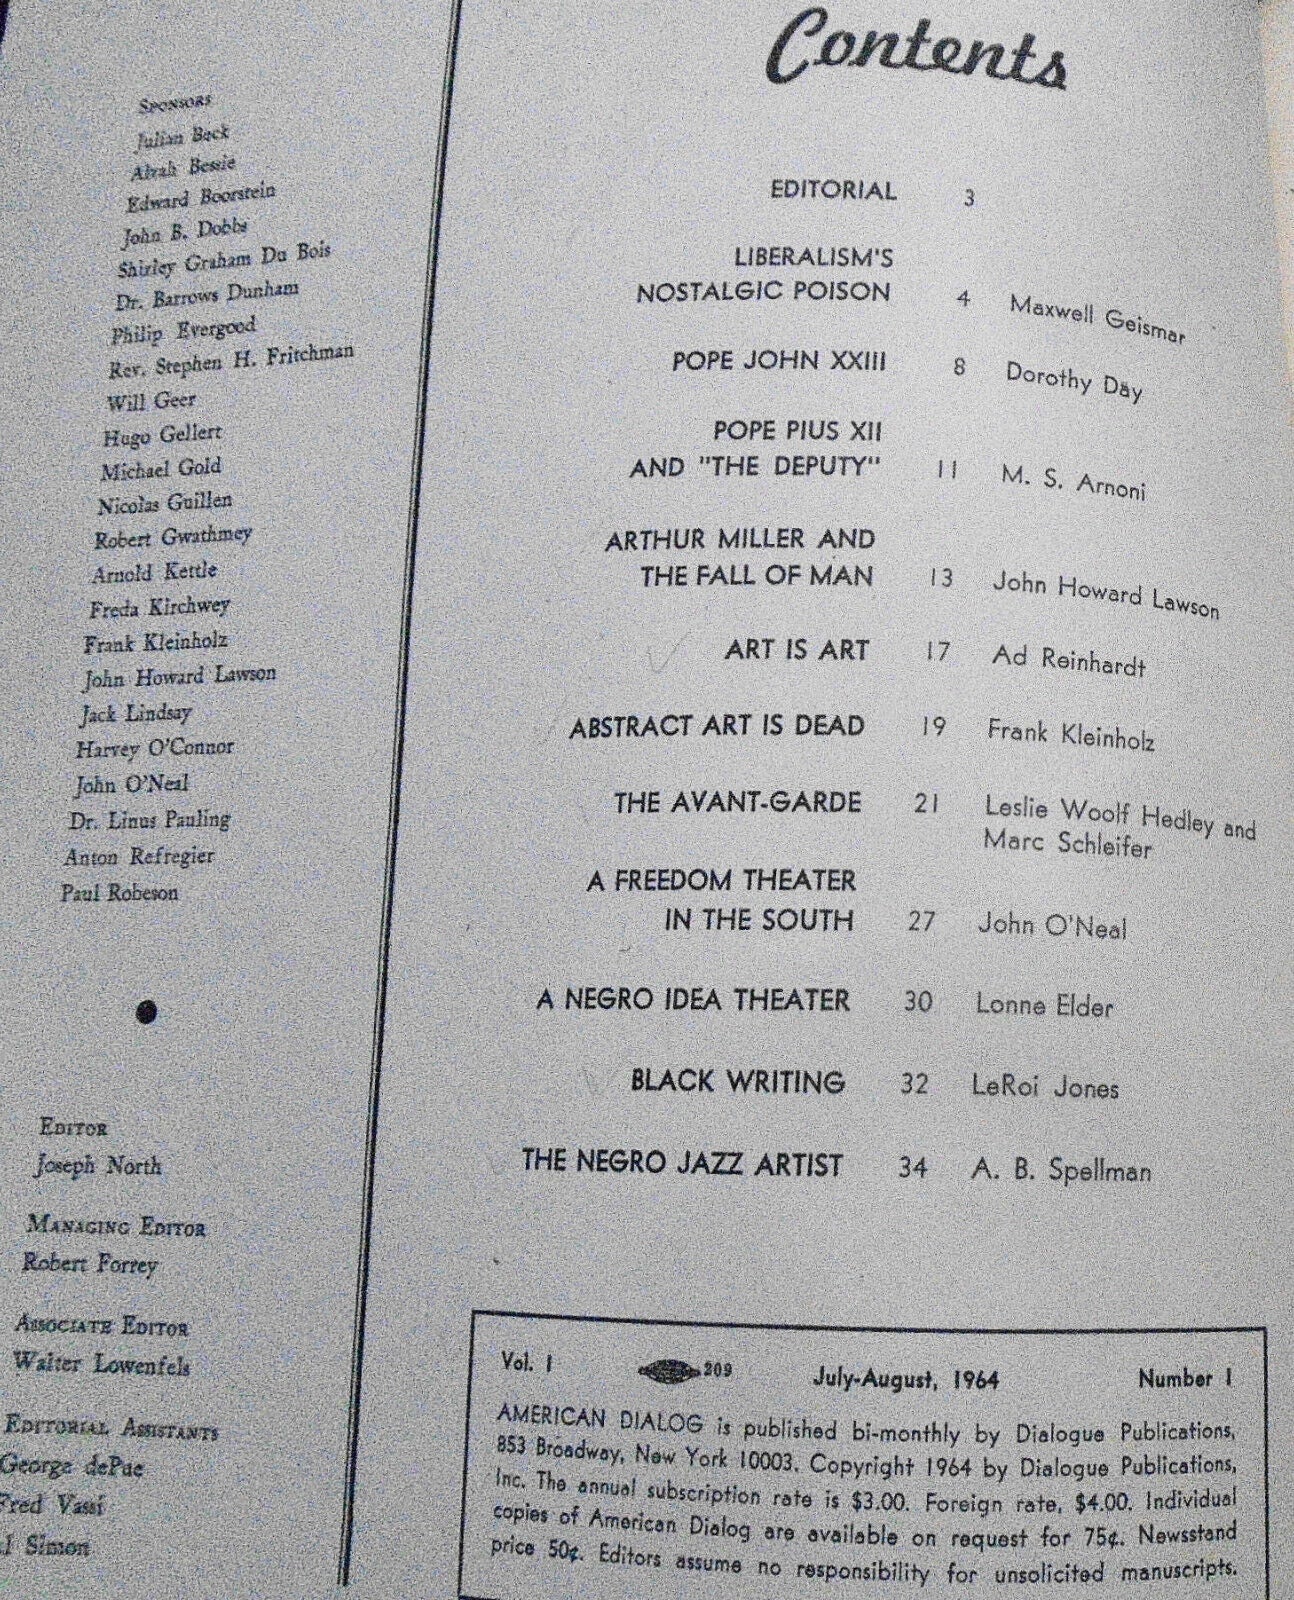 Contents
SPONSORS
Julian Beck
Alvah Bessie
Edward Boorstein
John B. Dobbs
Shirley Graham Du Bois
Dr. Barrows Dunham
Philip Evergood
Rev. Stephen H. Fritchman
Will Geer
Hugo Gellert
Michael Gold
Nicolas Guillen
Robert Gwathmey
Arnold Kettle
Freda Kirchwey
Frank Kleinholz
John Howard Lawson
Jack Lindsay
Harvey O'Connor
John O'Neal
Dr. Linus Pauling
Anton Refregier
Paul Robeson
EDITOR
Joseph North
MANAGING EDITOR
Robert Forrey
ASSOCIATE EDITOR
Walter Lowenfels
EDITORIAL ASSISTANTS
George dePue
Fred Vassi
Simon
EDITORIAL 3
LIBERALISM'S
NOSTALGIC POISON 4 Maxwell Geismar
POPE JOHN XXIII 8 Dorothy Day
POPE PIUS XII
AND "THE DEPUTY" 11 M. S. Arnoni
ARTHUR MILLER AND
THE FALL OF MAN 13 John Howard Lawson
ART IS ART 17 Ad Reinhardt
ABSTRACT ART IS DEAD 19 Frank Kleinholz
THE AVANT-GARDE 21 Leslie Woolf Hedley and
Marc Schleifer
A FREEDOM THEATER
IN THE SOUTH 27 John O'Neal
A NEGRO IDEA THEATER 30 Lonne Elder
BLACK WRITING 32 LeRoi Jones
THE NEGRO JAZZ ARTIST 34 A. B. Spellman
Vol. I 209 July-August, 1964 Number 1
AMERICAN DIALOG is published bi-monthly by Dialogue Publications,
853 Broadway, New York 10003. Copyright 1964 by Dialogue Publications,
Inc. The annual subscription rate is $3.00. Foreign rate, $4.00. Individual
copies of American Dialog are available on request for 75¢. Newsstand
price 50¢. Editors assume no responsibility for unsolicited manuscripts.